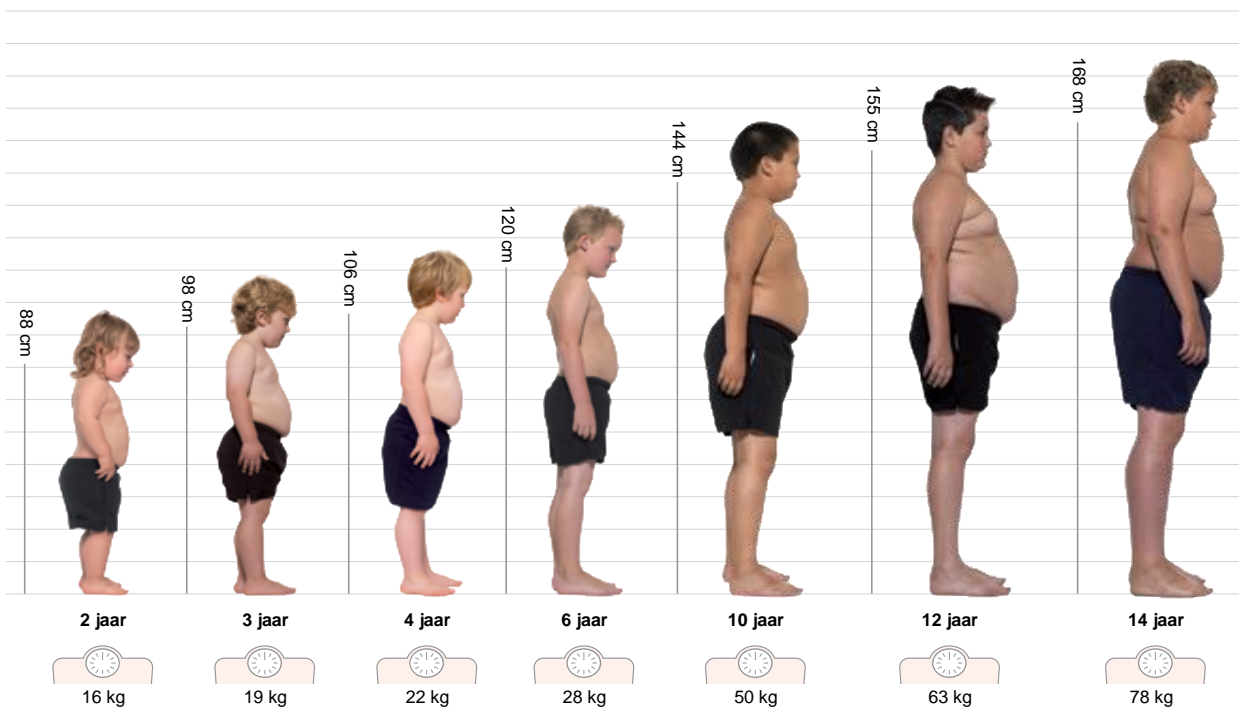 88 cm
98 cm
106 cm
120 cm
144 cm
155 cm
168 cm
2 jaar
3 jaar
4 jaar
6 jaar
10 jaar
12 jaar
14 jaar
16 kg
19 kg
22 kg
28 kg
50 kg
63 kg
78 kg